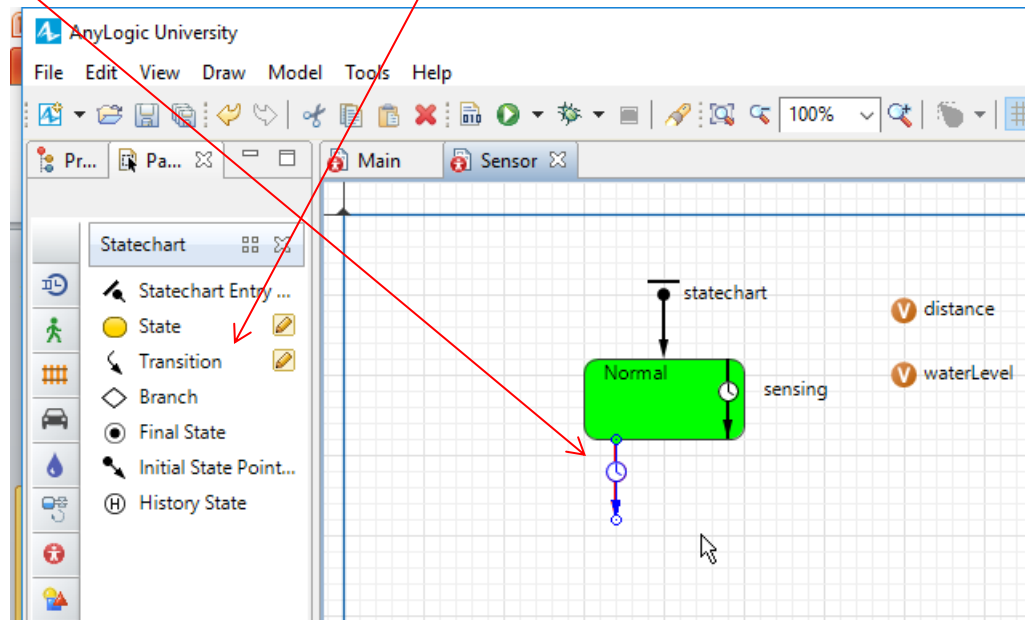 AnyLogic University
File Edit View Draw Model Tools Help
010 100%
Pr... Pa... Main Sensor
Statechart
Statechart Entry ...
State
Transition
Branch
Final State
Initial State Point...
H History State
statechart
V distance
Normal
V waterLevel
sensing